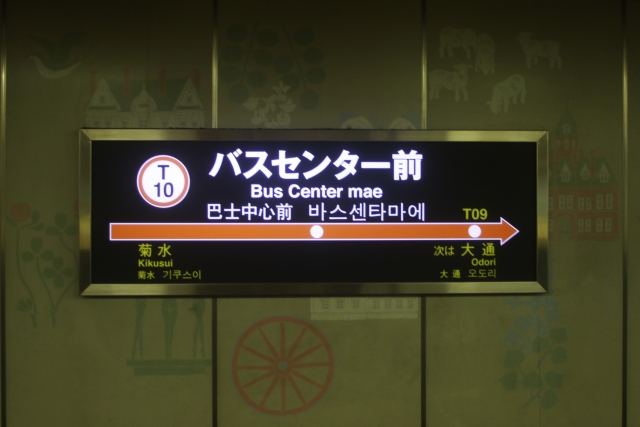 T
10
バスセンター前
Bus Center mae
巴士中心前 바스센타마에
T09
菊水
Kikusui
菊水 기쿠스이
次は 大通
Odori
大通 오도리